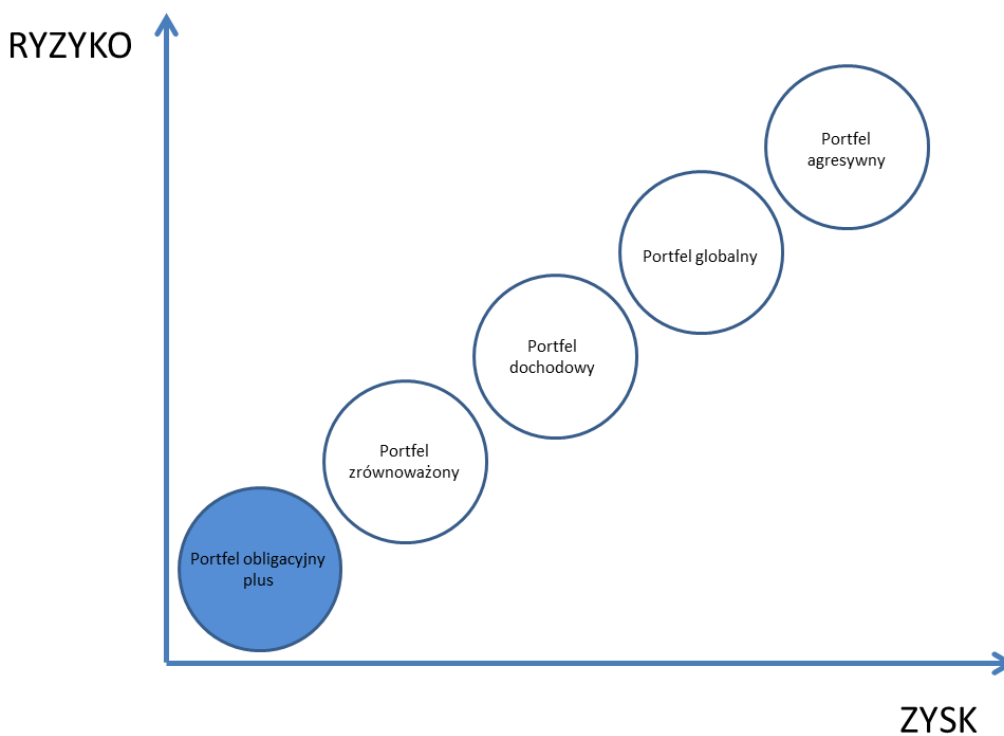 RYZYKO
Portfel
agresywny
Portfel globalny
Portfel
dochodowy
Portfel
zrównoważony
Portfel obligacyjny
plus
ZYSK